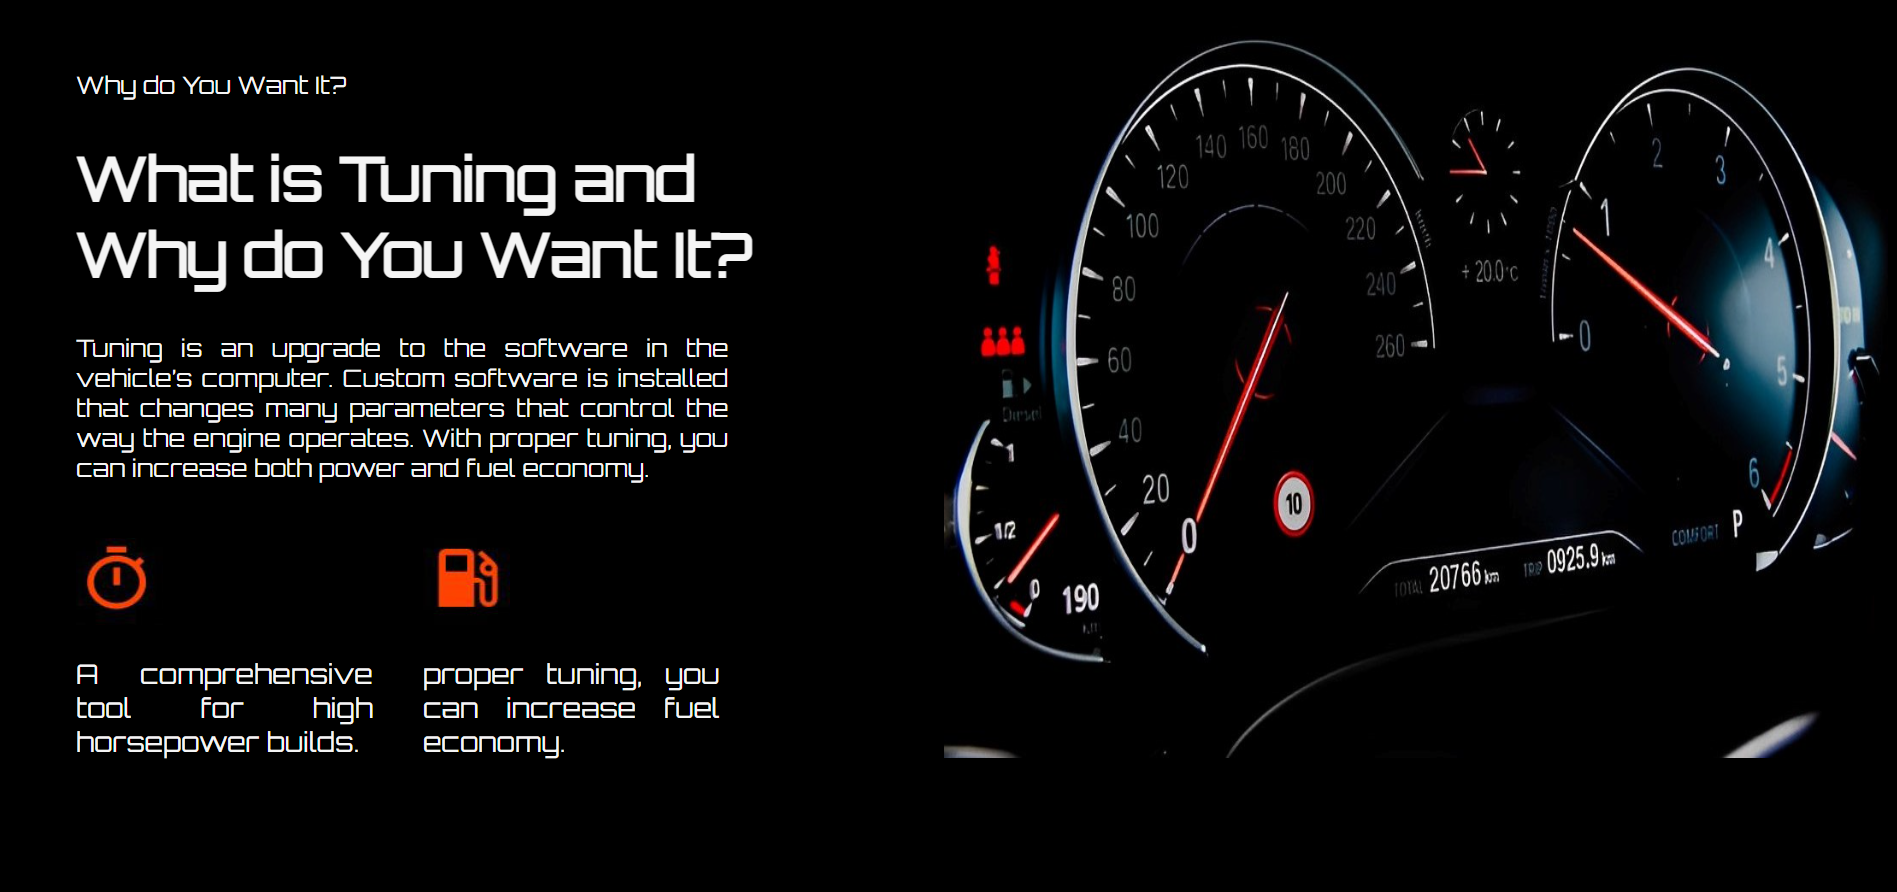 Why do You Want It?
What is Tuning and
Why do You Want It?
Tuning is an upgrade to the software in the
vehicle's computer. Custom software is installed
that changes many parameters that control the
way the engine operates. With proper tuning, you
can increase both power and fuel economy.
A comprehensive
tool for high
horsepower builds.
proper tuning, you
can increase fuel
economy.
0
20
40
60
80
100
120
140
160
180
200
220
240
260
km/h
10
+ 20.0°C
0
1
2
3
4
5
6
Diesel
1
1/2
0
190
COMFORT P
TOTAL 20766 km TRIP 0925.9 km